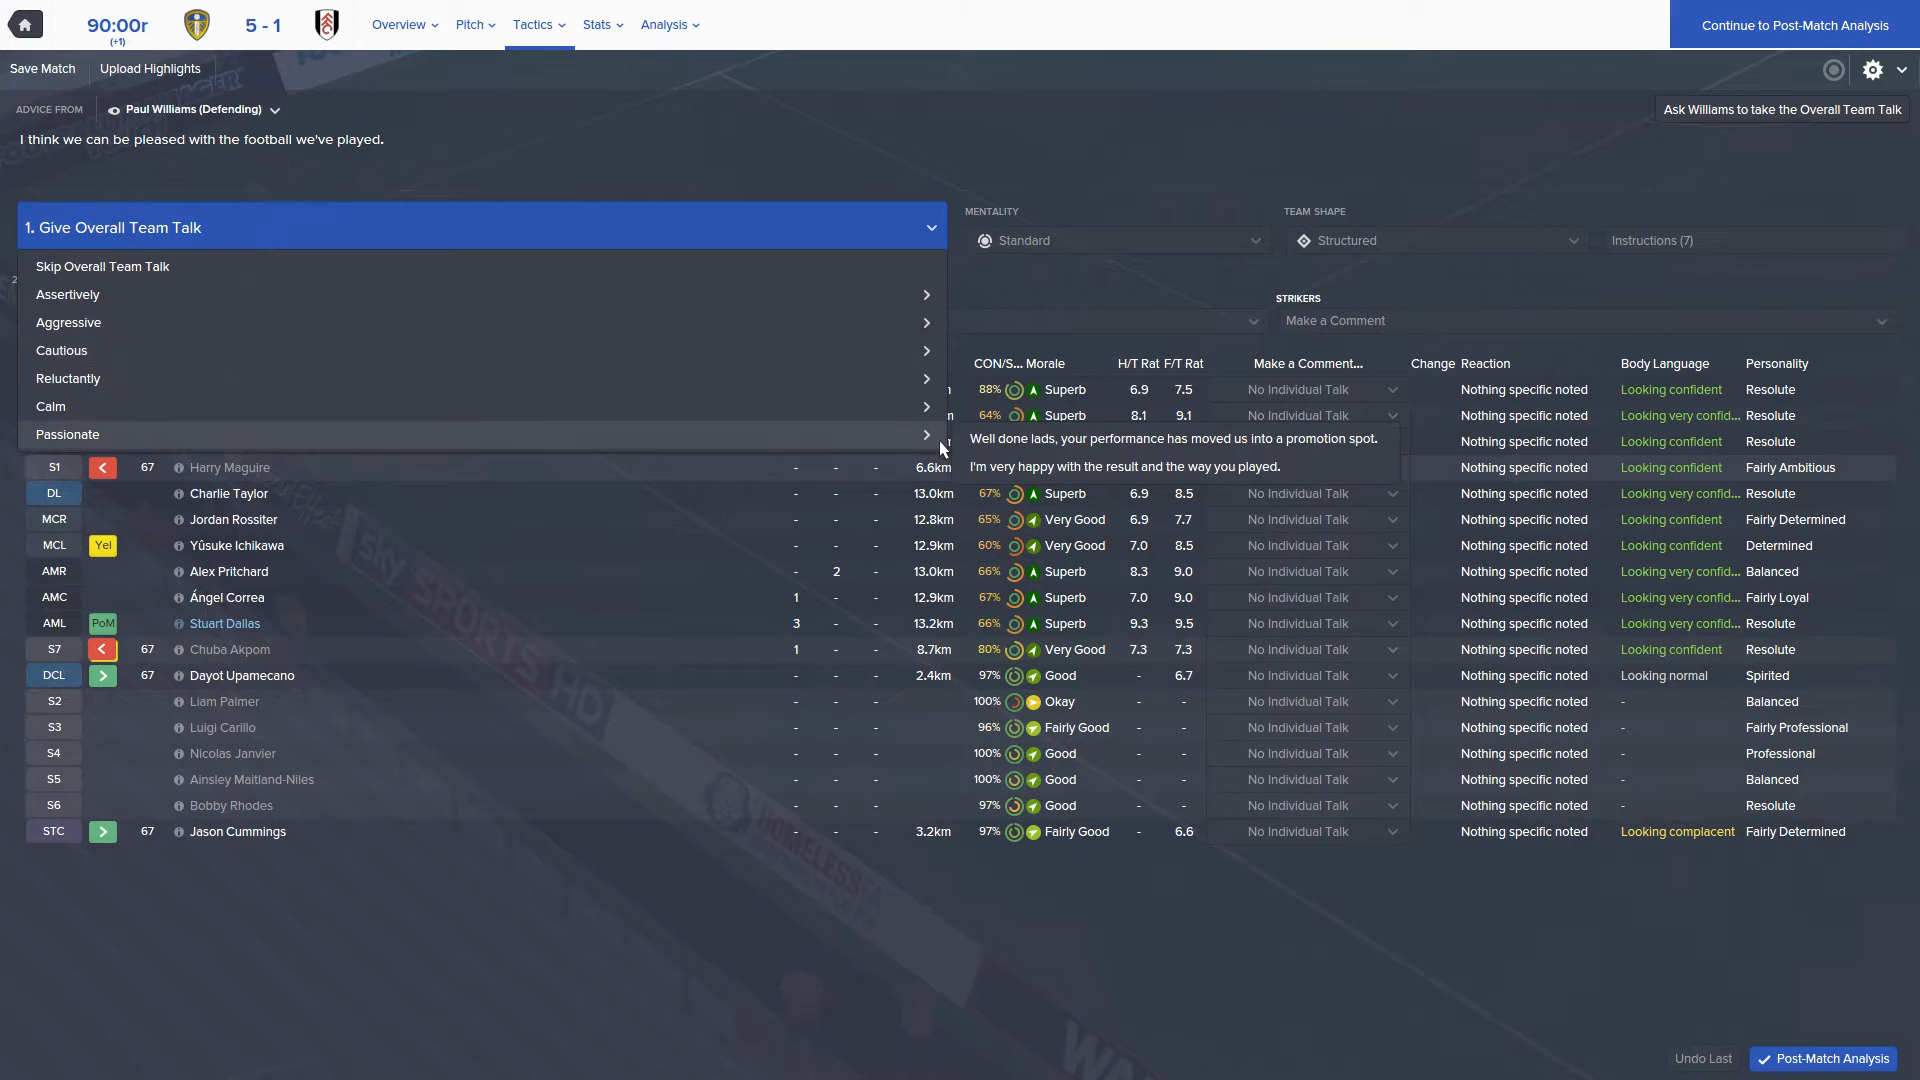 90:00r
(+1)
5 - 1
Overview Pitch Tactics Stats Analysis
Continue to Post-Match Analysis
Save Match Upload Highlights
ADVICE FROM Paul Williams (Defending)
Ask Williams to take the Overall Team Talk
I think we can be pleased with the football we've played.
1. Give Overall Team Talk
MENTALITY TEAM SHAPE
Standard Structured Instructions (7)
Skip Overall Team Talk
Assertively
Aggressive
Cautious
Reluctantly
Calm
Passionate
STRIKERS
Make a Comment
CON/S... Morale H/T Rat F/T Rat Make a Comment... Change Reaction Body Language Personality
88% Superb 6.9 7.5 No Individual Talk Nothing specific noted Looking confident Resolute
64% Superb 8.1 9.1 No Individual Talk Nothing specific noted Looking very confid... Resolute
Well done lads, your performance has moved us into a promotion spot.
Nothing specific noted Looking confident Resolute
I'm very happy with the result and the way you played.
S1 67 Harry Maguire - - - 6.6km Nothing specific noted Looking confident Fairly Ambitious
DL Charlie Taylor - - - 13.0km 67% Superb 6.9 8.5 No Individual Talk Nothing specific noted Looking very confid... Resolute
MCR Jordan Rossiter - - - 12.8km 65% Very Good 6.9 7.7 No Individual Talk Nothing specific noted Looking confident Fairly Determined
MCL Yel Yûsuke Ichikawa - - - 12.9km 60% Very Good 7.0 8.5 No Individual Talk Nothing specific noted Looking confident Determined
AMR Alex Pritchard - 2 - 13.0km 66% Superb 8.3 9.0 No Individual Talk Nothing specific noted Looking very confid... Balanced
AMC Ángel Correa 1 - - 12.9km 67% Superb 7.0 9.0 No Individual Talk Nothing specific noted Looking very confid... Fairly Loyal
AML PoM Stuart Dallas 3 - - 13.2km 66% Superb 9.3 9.5 No Individual Talk Nothing specific noted Looking very confid... Resolute
S7 67 Chuba Akpom 1 - - 8.7km 80% Very Good 7.3 7.3 No Individual Talk Nothing specific noted Looking confident Resolute
DCL 67 Dayot Upamecano - - - 2.4km 97% Good - 6.7 No Individual Talk Nothing specific noted Looking normal Spirited
S2 Liam Palmer - - - 100% Okay - - No Individual Talk Nothing specific noted - Balanced
S3 Luigi Carillo - - - 96% Fairly Good - - No Individual Talk Nothing specific noted - Fairly Professional
S4 Nicolas Janvier - - - 100% Good - - No Individual Talk Nothing specific noted - Professional
S5 Ainsley Maitland-Niles - - - 100% Good - - No Individual Talk Nothing specific noted - Balanced
S6 Bobby Rhodes - - - 97% Good - - No Individual Talk Nothing specific noted - Resolute
STC 67 Jason Cummings - - - 3.2km 97% Fairly Good - 6.6 No Individual Talk Nothing specific noted Looking complacent Fairly Determined
sky SPORTS HD
HOMELESS
Undo Last Post-Match Analysis